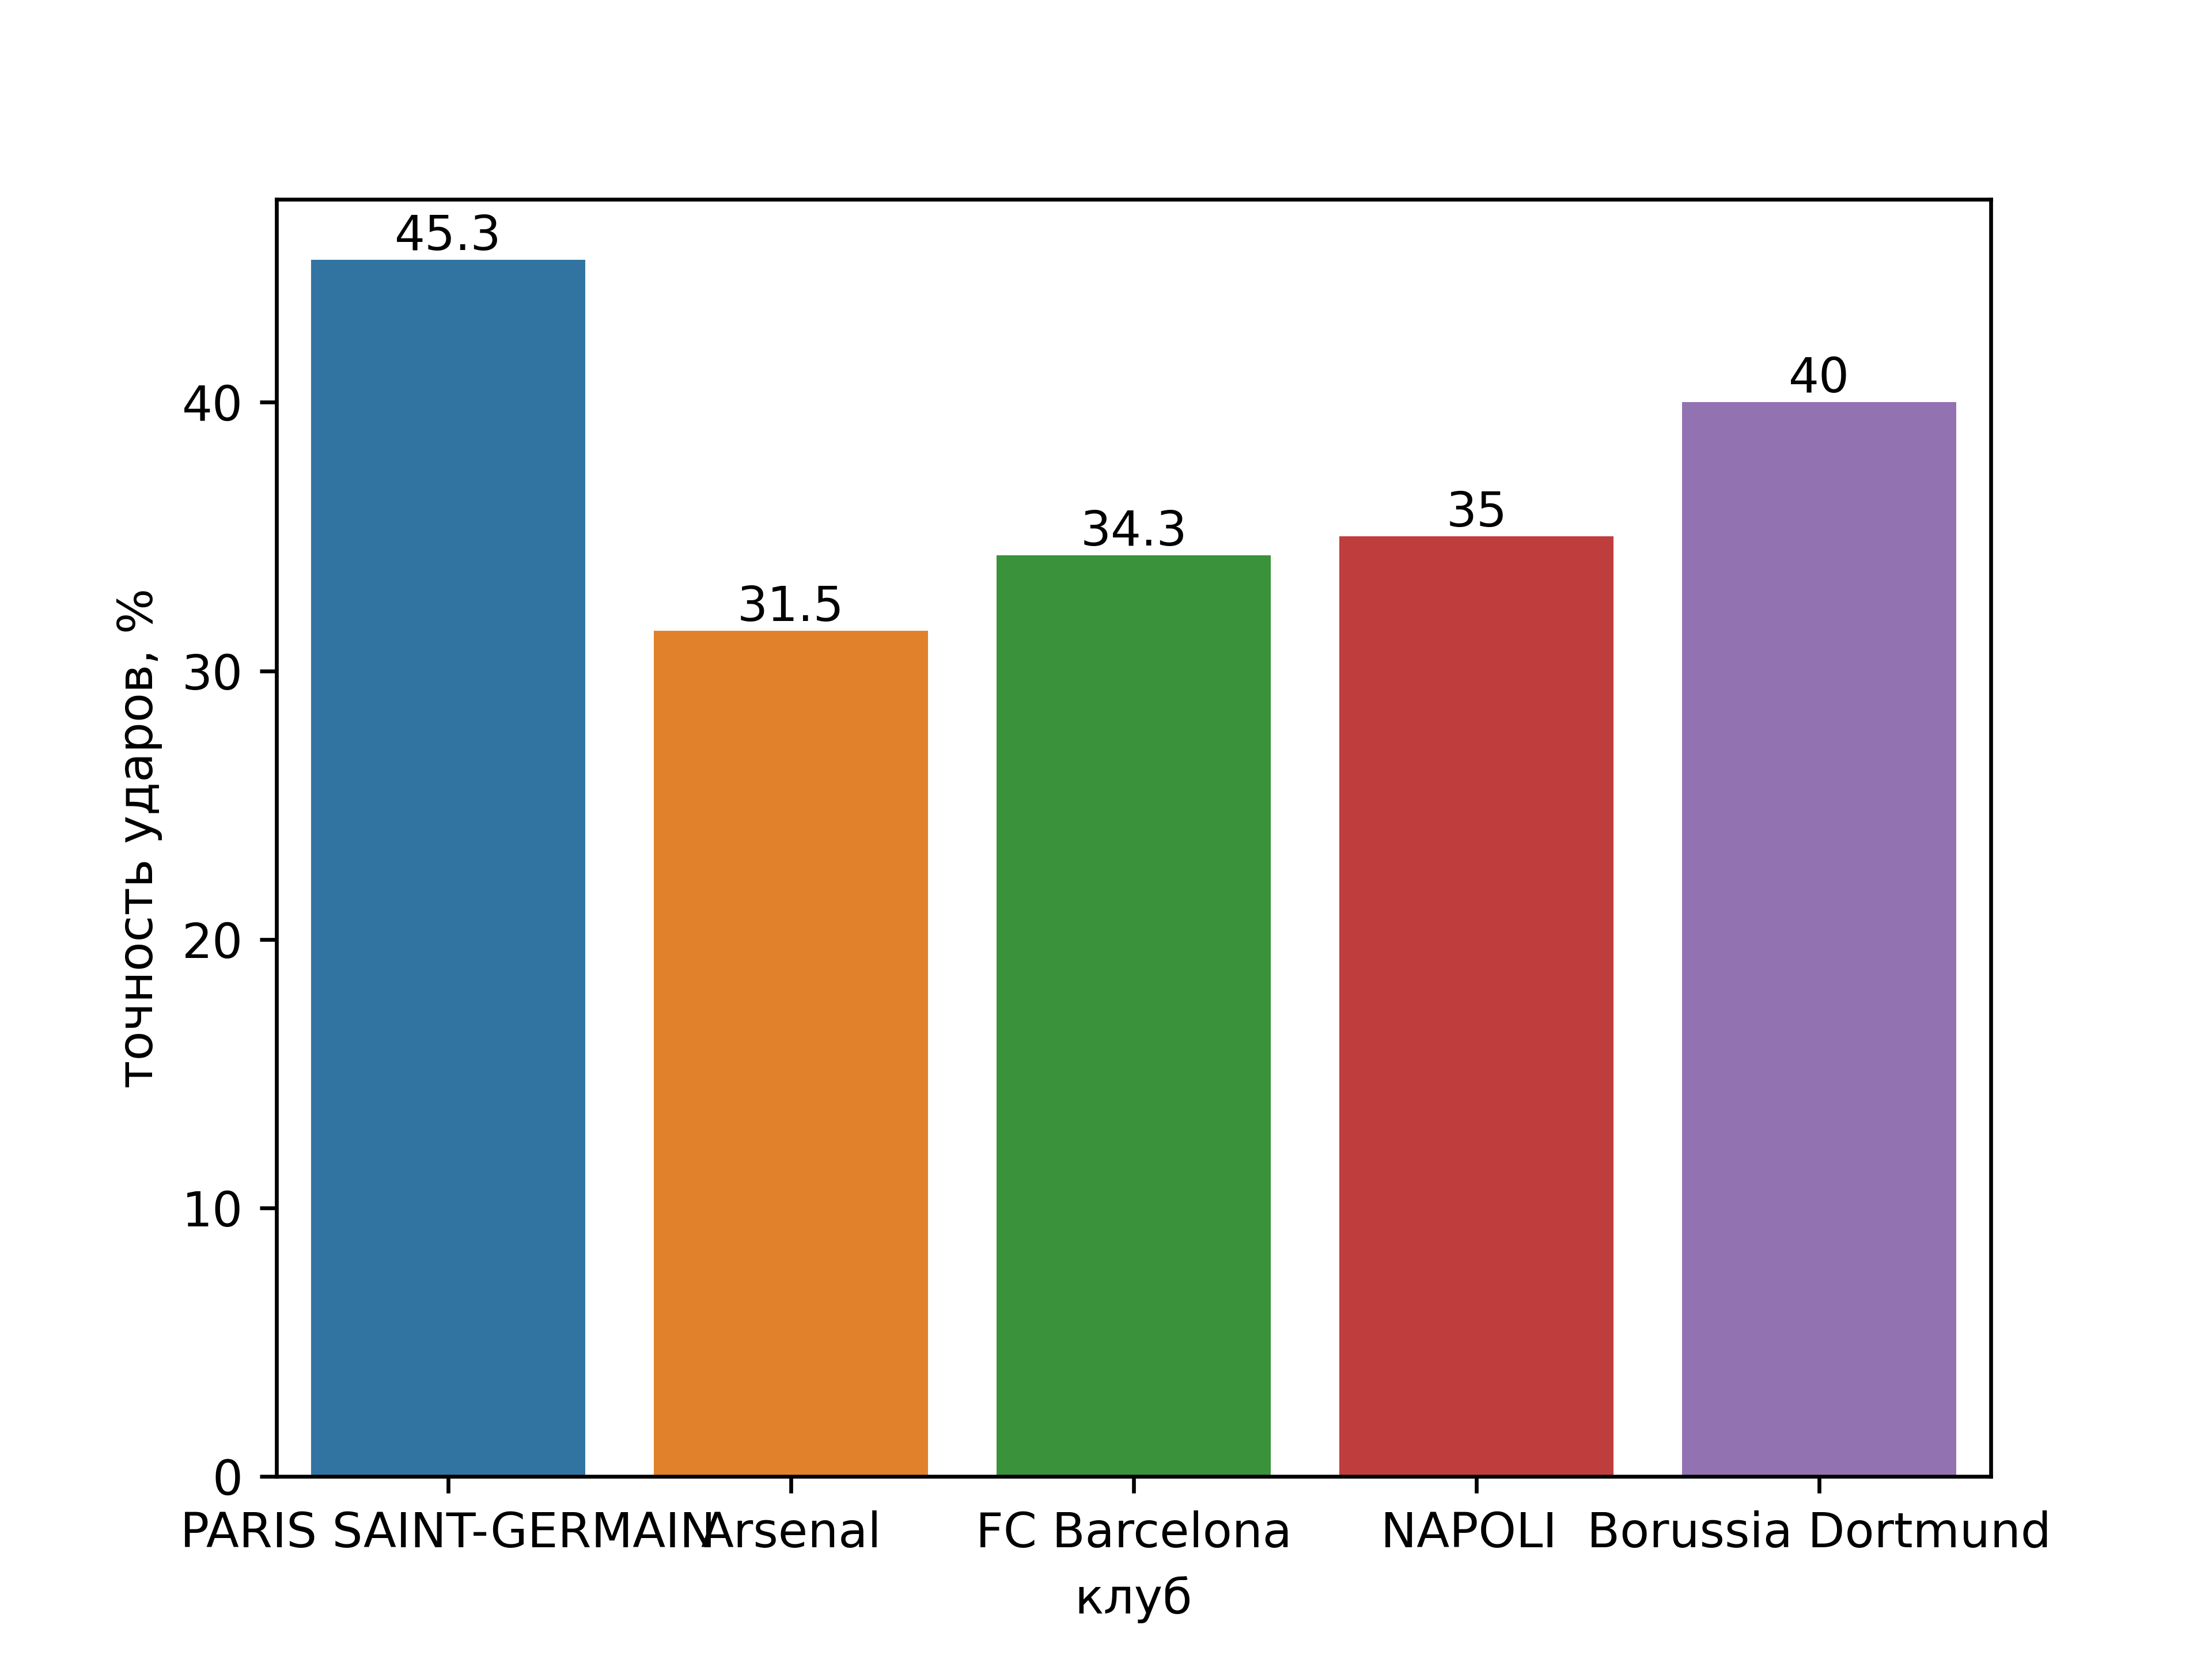 45.3
31.5
34.3
35
40
точность ударов, %
40
30
20
10
0
PARIS SAINT-GERMAIN
Arsenal
FC Barcelona
NAPOLI
Borussia Dortmund
клуб